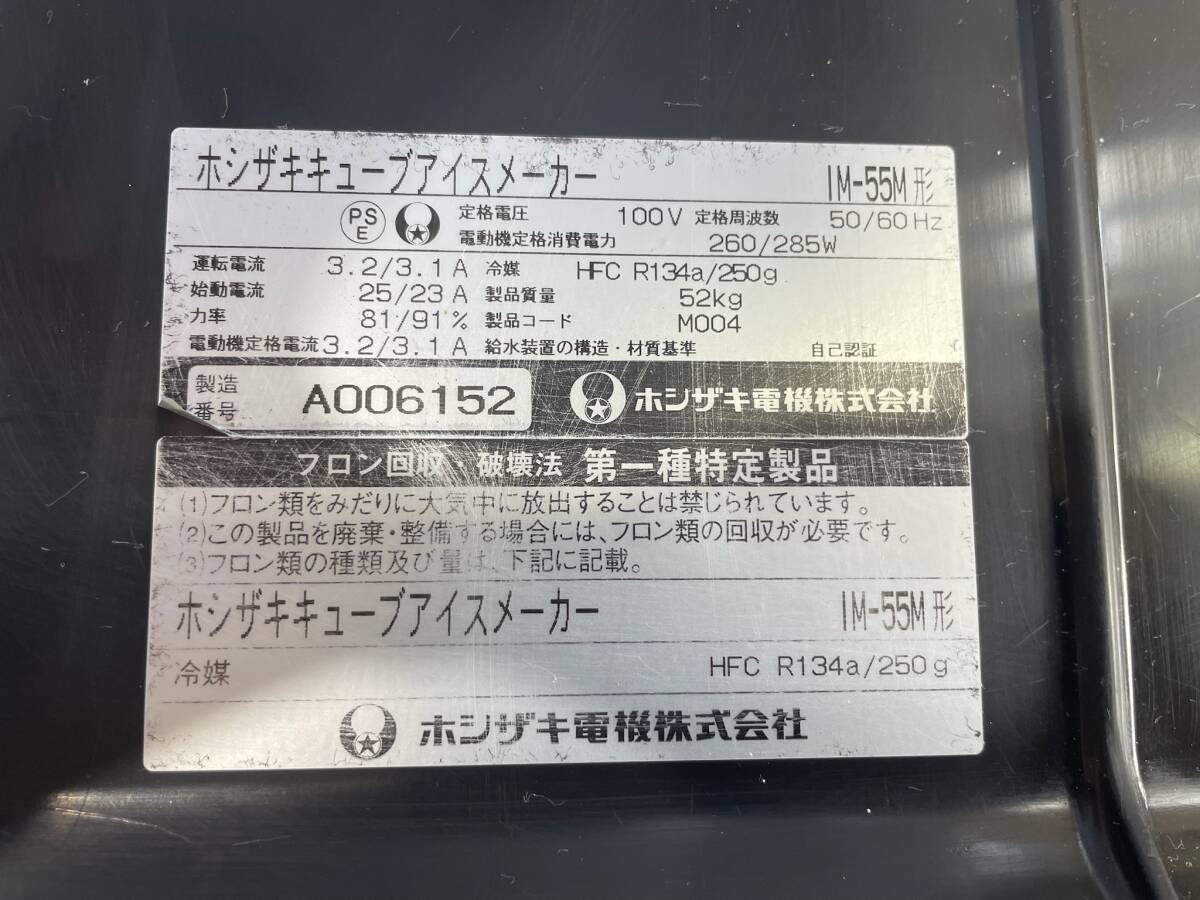 ホシザキキューブアイスメーカー IM-55M形
PSE 定格電圧 100V 定格周波数 50/60Hz
電動機定格消費電力 260/285W
運転電流 3.2/3.1A 冷媒 HFC R134a/250g
始動電流 25/23A 製品質量 52kg
力率 81/91% 製品コード M004
電動機定格電流 3.2/3.1A 給水装置の構造・材質基準 自己認証
製造番号 A006152 ホシザキ電機株式会社
フロン回収・破壊法 第一種特定製品
(1)フロン類をみだりに大気中に放出することは禁じられています。
(2)この製品を廃棄・整備する場合には、フロン類の回収が必要です。
(3)フロン類の種類及び量は、下記に記載。
ホシザキキューブアイスメーカー IM-55M形
冷媒 HFC R134a/250g
ホシザキ電機株式会社